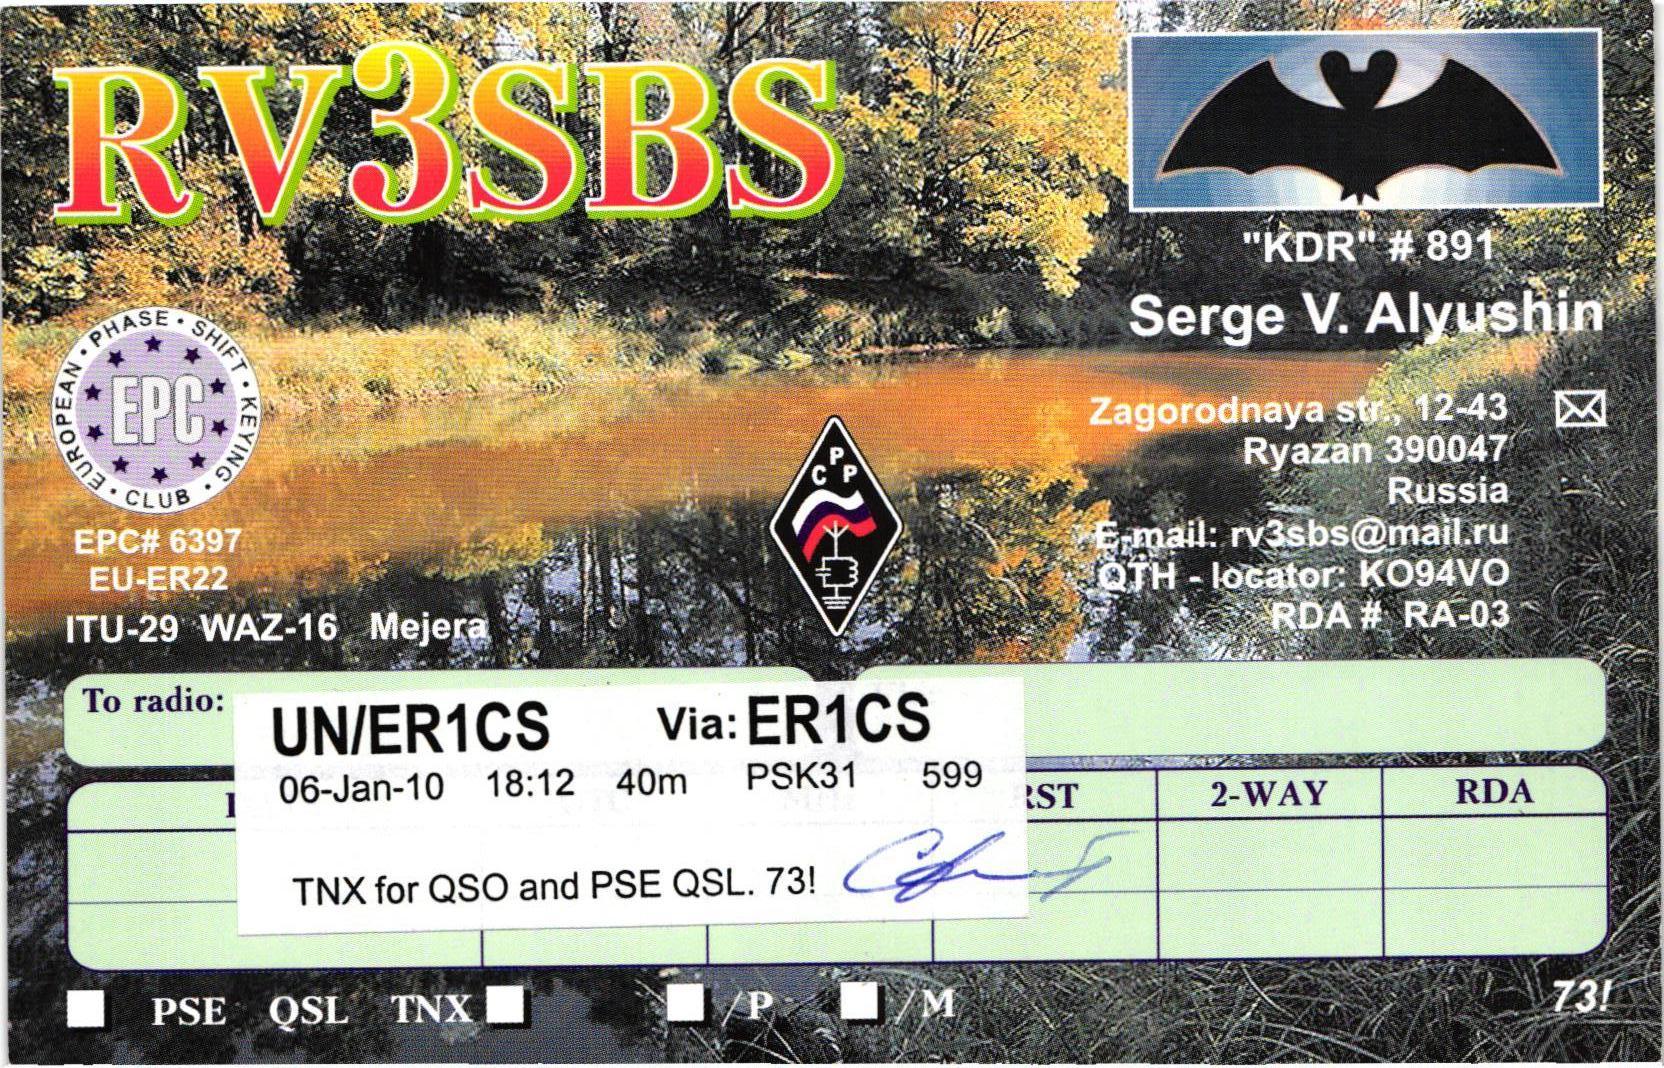 RV3SBS
"KDR" # 891
Serge V. Alyushin
EUROPEAN • PHASE • SHIFT • KEYING • CLUB •
EPC
EPC# 6397
EU-ER22
ITU-29 WAZ-16 Mejera
С Р Р
Zagorodnaya str., 12-43
Ryazan 390047
Russia
E-mail: rv3sbs@mail.ru
QTH - locator: KO94VO
RDA # RA-03
To radio:
UN/ER1CS Via: ER1CS
06-Jan-10 18:12 40m PSK31 599
RST 2-WAY RDA
TNX for QSO and PSE QSL. 73!
PSE QSL TNX /P /M
73!